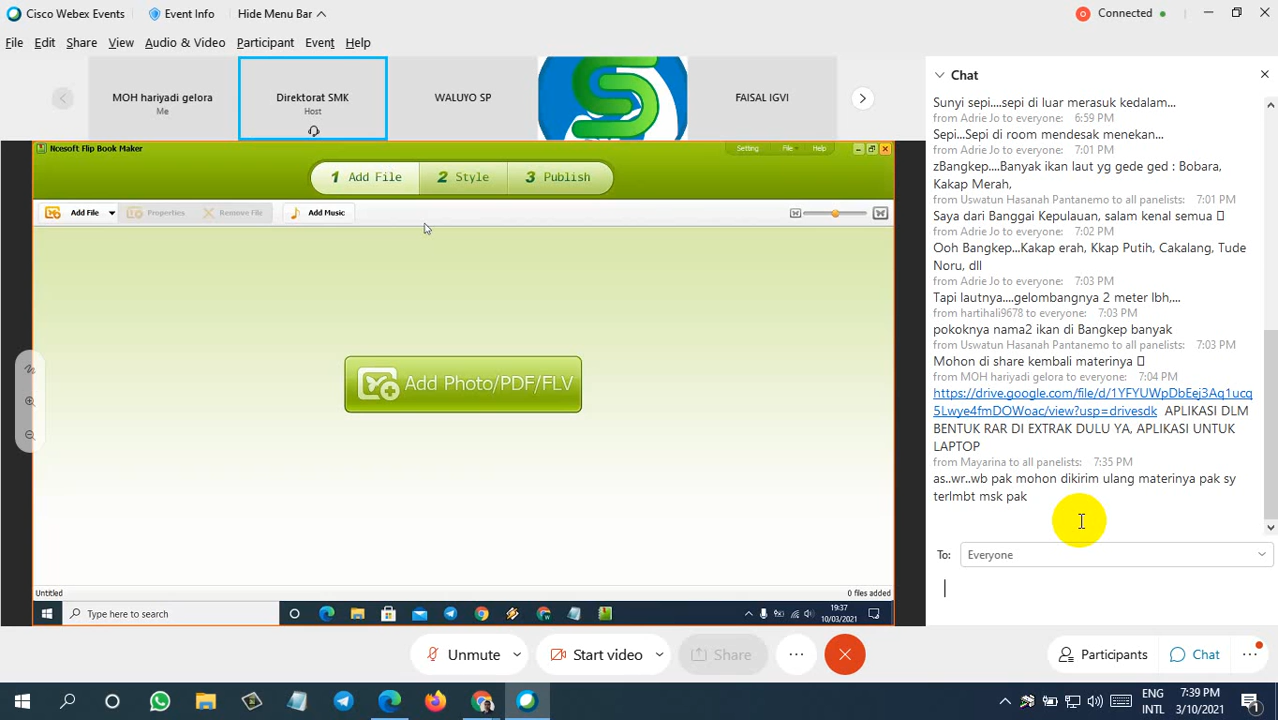 Cisco Webex Events
Event Info
Hide Menu Bar
Connected
File Edit Share View Audio & Video Participant Event Help
MOH hariyadi gelora
Me
Direktorat SMK
Host
WALUYO SP
S
FAISAL IGVI
Ncesoft Flip Book Maker
Setting File Help
1 Add File
2 Style
3 Publish
Add File
Properties
Remove File
Add Music
Add Photo/PDF/FLV
Untitled
0 files added
Type here to search
19:37
10/03/2021
Chat
Sunyi sepi....sepi di luar merasuk kedalam...
from Adrie Jo to everyone: 6:59 PM
Sepi...Sepi di room mendesak menekan...
from Adrie Jo to everyone: 7:01 PM
zBangkep....Banyak ikan laut yg gede ged : Bobara,
Kakap Merah,
from Uswatun Hasanah Pantanemo to all panelists: 7:01 PM
Saya dari Banggai Kepulauan, salam kenal semua
from Adrie Jo to everyone: 7:02 PM
Ooh Bangkep...Kakap erah, Kkap Putih, Cakalang, Tude
Noru, dll
from Adrie Jo to everyone: 7:03 PM
Tapi lautnya....gelombangnya 2 meter lbh,...
from hartihali9678 to everyone: 7:03 PM
pokoknya nama2 ikan di Bangkep banyak
from Uswatun Hasanah Pantanemo to all panelists: 7:03 PM
Mohon di share kembali materinya
from MOH hariyadi gelora to everyone: 7:04 PM
https://drive.google.com/file/d/1YFYUWpDbEej3Aq1ucq
5Lwye4fmDOWoac/view?usp=drivesdk APLIKASI DLM
BENTUK RAR DI EXTRAK DULU YA, APLIKASI UNTUK
LAPTOP
from Mayarina to all panelists: 7:35 PM
as..wr..wb pak mohon dikirim ulang materinya pak sy
terlmbt msk pak
To: Everyone
Unmute
Start video
Share
Participants
Chat
ENG
INTL
7:39 PM
3/10/2021
1